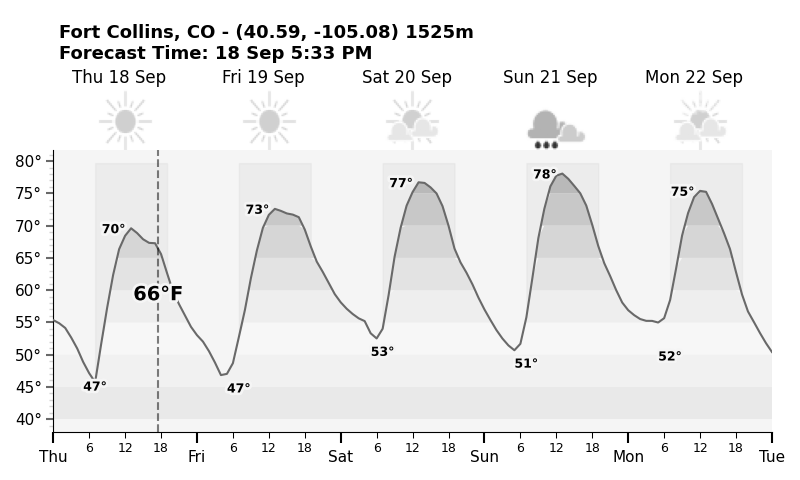 Fort Collins, CO - (40.59, -105.08) 1525m
Forecast Time: 18 Sep 5:33 PM
Thu 18 Sep Fri 19 Sep Sat 20 Sep Sun 21 Sep Mon 22 Sep
80°
75°
70°
65°
60°
55°
50°
45°
40°
70° 73° 77° 78° 75°
66°F
47° 47° 53° 51° 52°
6 12 18 6 12 18 6 12 18 6 12 18 6 12 18
Thu Fri Sat Sun Mon Tue